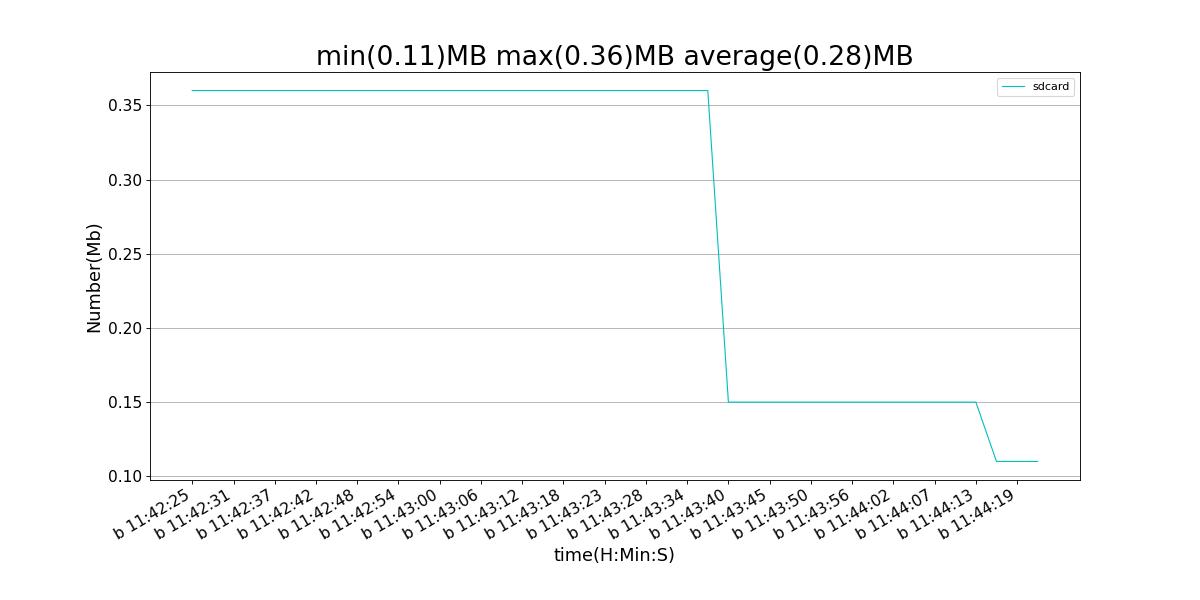 min(0.11)MB max(0.36)MB average(0.28)MB
sdcard
0.35
0.30
0.25
0.20
0.15
0.10
Number(Mb)
b 11:42:25
b 11:42:31
b 11:42:37
b 11:42:42
b 11:42:48
b 11:42:54
b 11:43:00
b 11:43:06
b 11:43:12
b 11:43:18
b 11:43:23
b 11:43:28
b 11:43:34
b 11:43:40
b 11:43:45
b 11:43:50
b 11:43:56
b 11:44:02
b 11:44:07
b 11:44:13
b 11:44:19
time(H:Min:S)